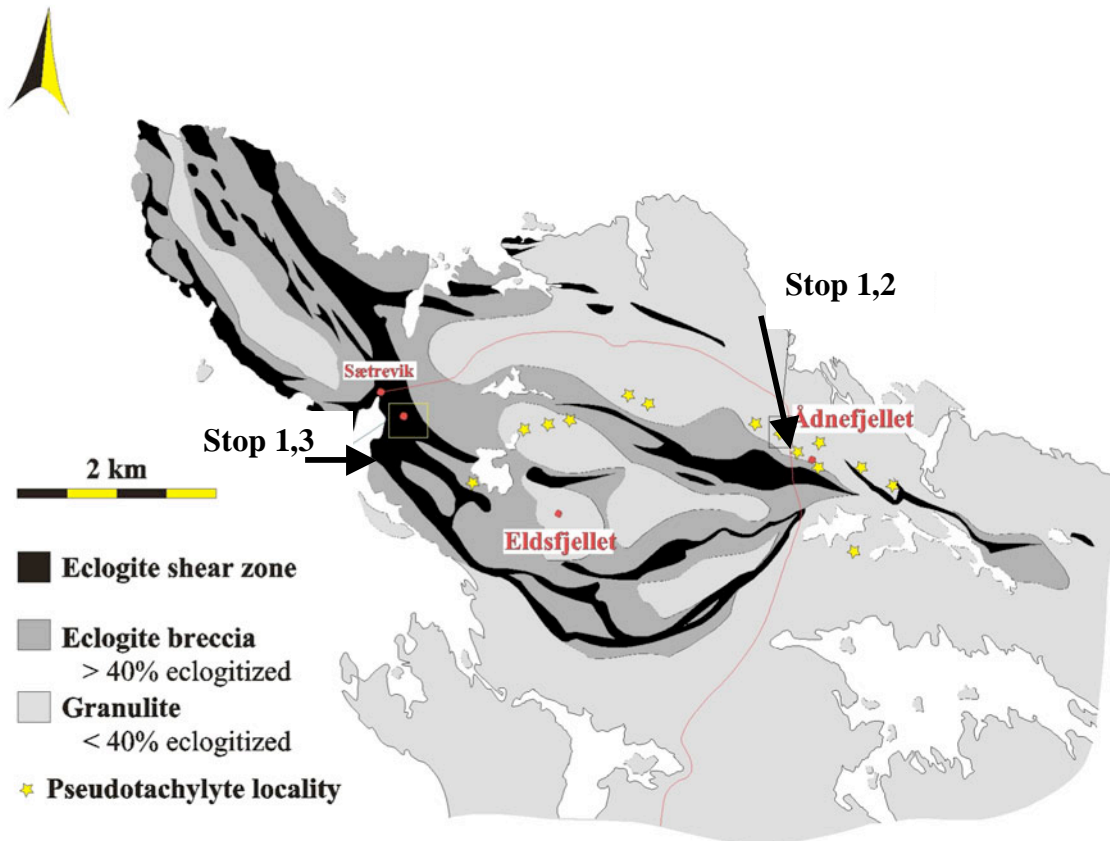 Stop 1,2
Sætrevik
Ådnefjellet
Stop 1,3
2 km
Eldsfjellet
Eclogite shear zone
Eclogite breccia
> 40% eclogitized
Granulite
< 40% eclogitized
Pseudotachylyte locality